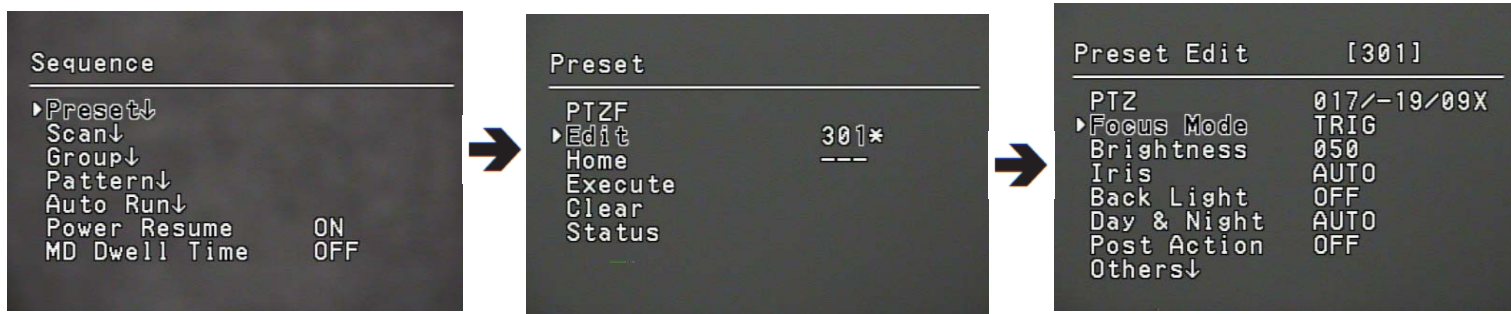 Sequence
▸Preset↓
Scan↓
Group↓
Pattern↓
Auto Run↓
Power Resume ON
MD Dwell Time OFF
Preset
PTZF
▸Edit 301*
Home ---
Execute
Clear
Status
Preset Edit [301]
PTZ 017/-19/09X
▸Focus Mode TRIG
Brightness 050
Iris AUTO
Back Light OFF
Day & Night AUTO
Post Action OFF
Others↓